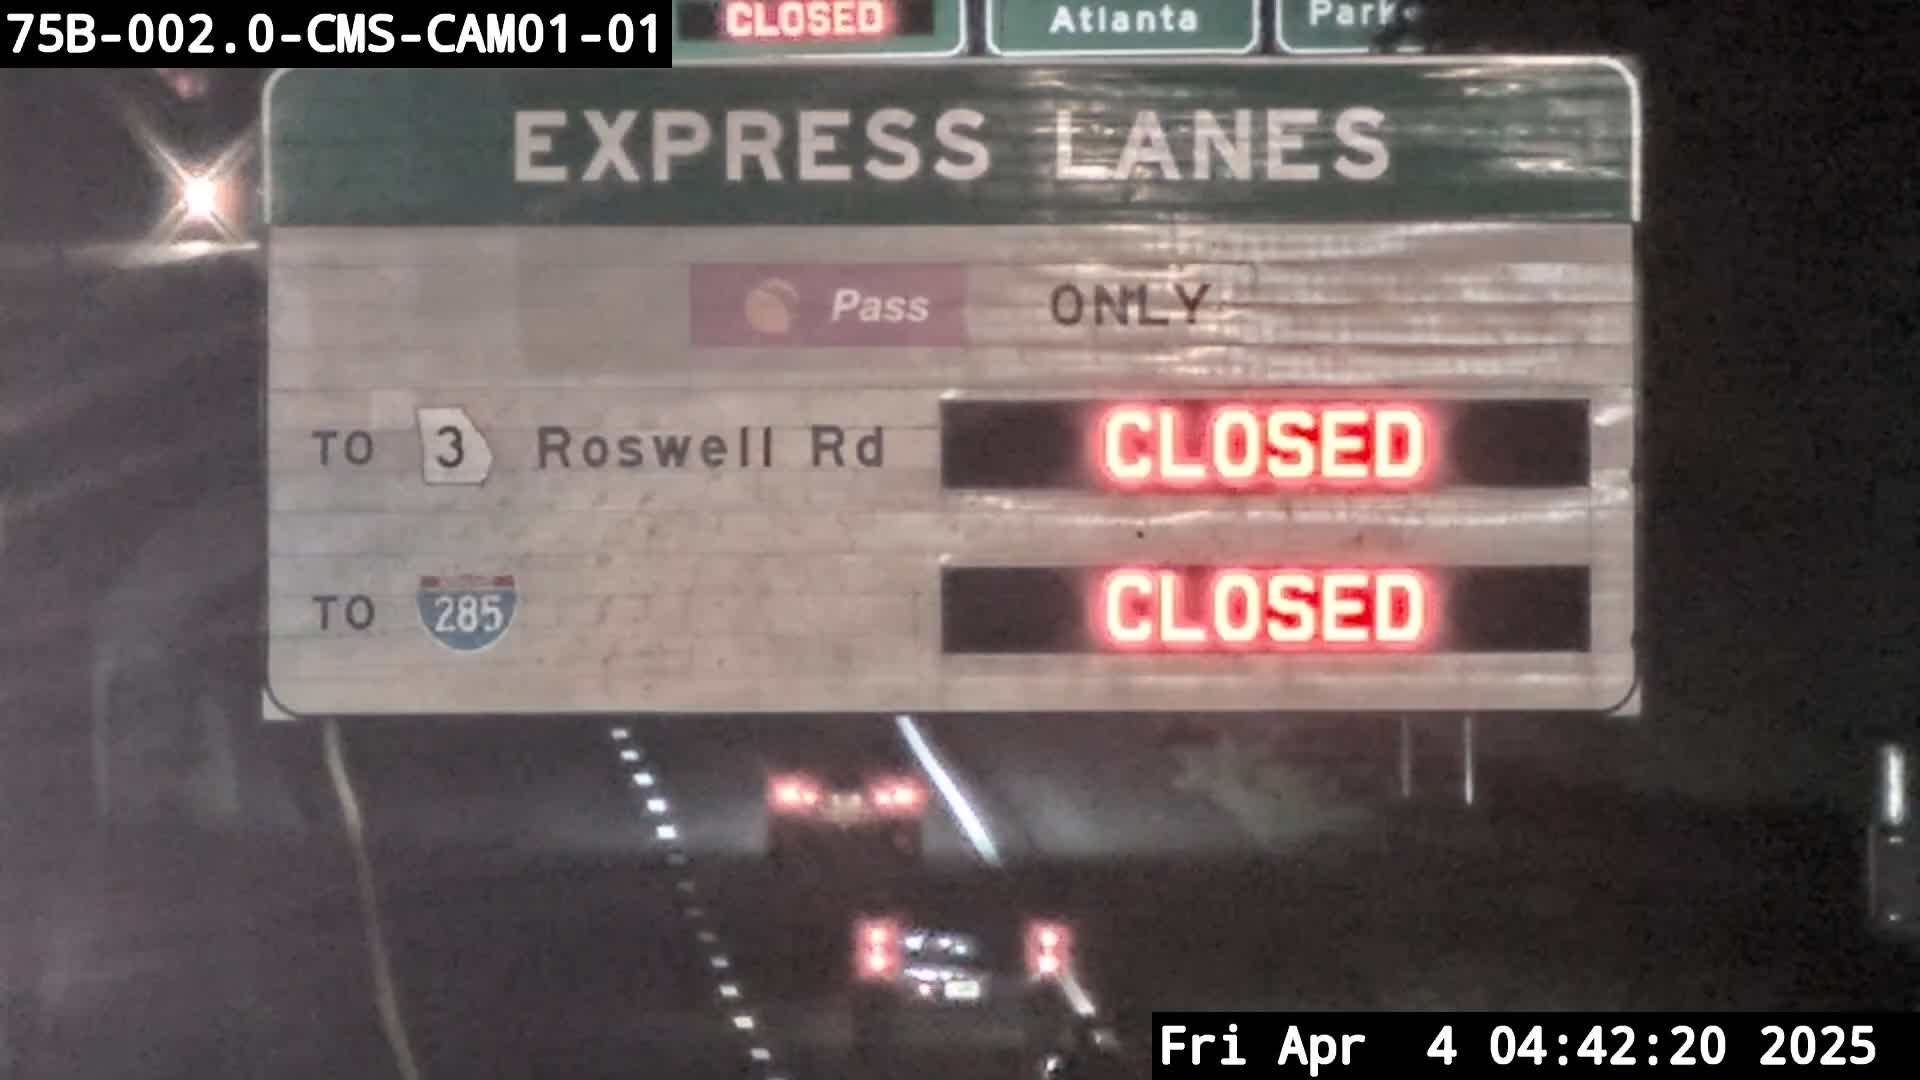 75B-002.0-CMS-CAM01-01
CLOSED
Atlanta
Park
EXPRESS LANES
Pass ONLY
TO 3 Roswell Rd CLOSED
TO 285 CLOSED
Fri Apr 4 04:42:20 2025